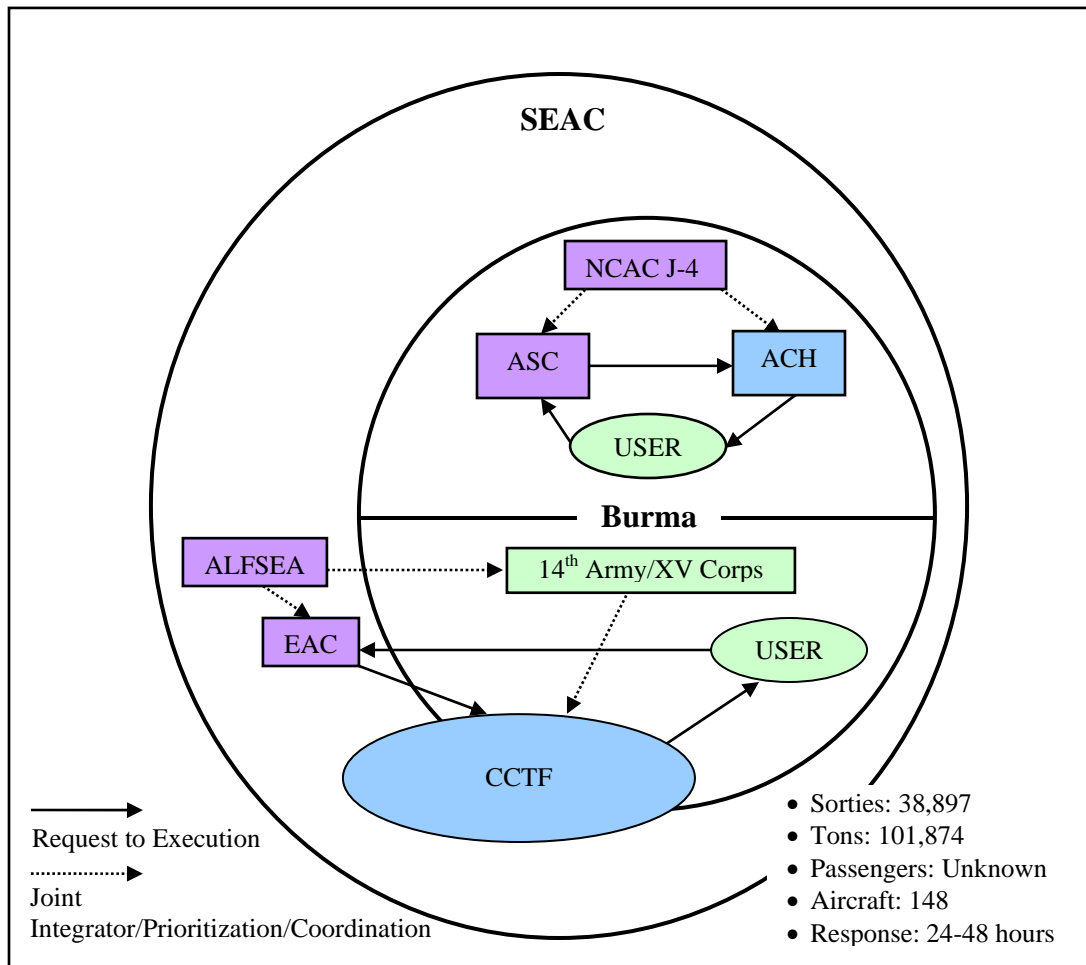 SEAC
NCAC J-4
ASC
ACH
USER
Burma
ALFSEA
14th Army/XV Corps
EAC
USER
CCTF
Request to Execution
Joint
Integrator/Prioritization/Coordination
• Sorties: 38,897
• Tons: 101,874
• Passengers: Unknown
• Aircraft: 148
• Response: 24-48 hours